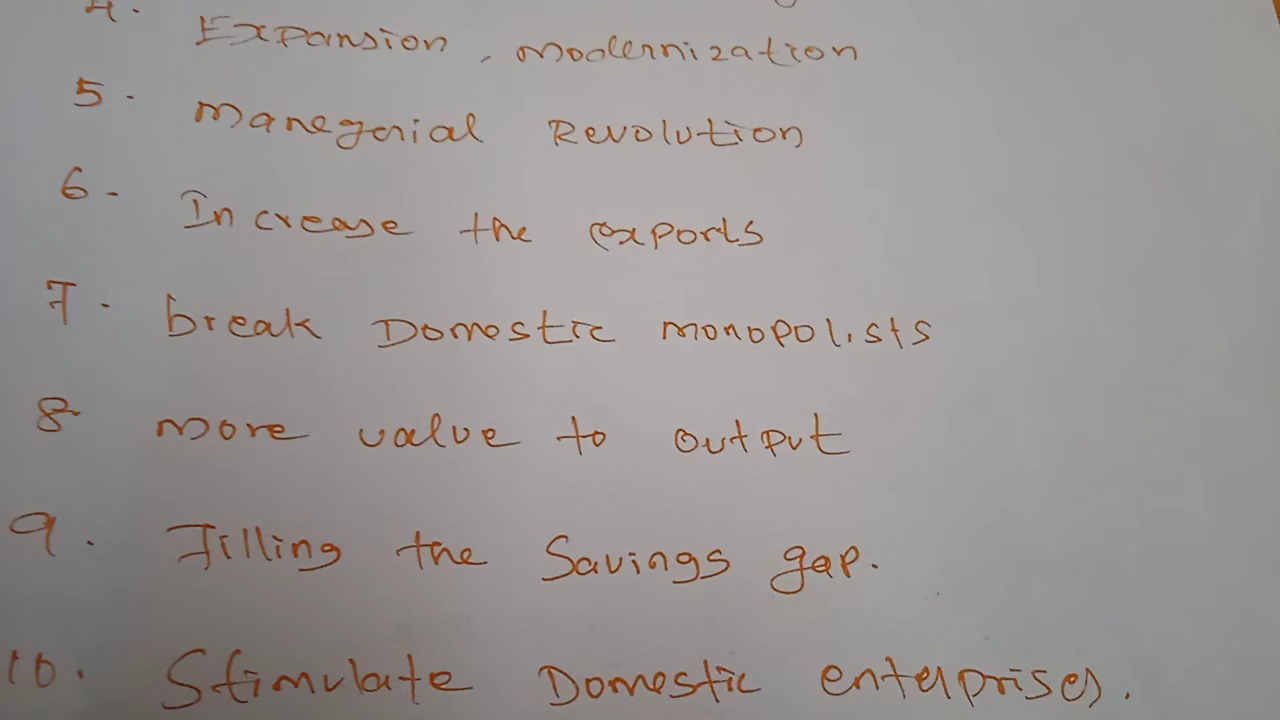 4. Expansion, modernization
5. Manegerial Revolution
6- Increase the exports
7. break Domestic monopolists
8- more value to output
9. Filling the Savings gap.
10. Stimulate Domestic enterprises.